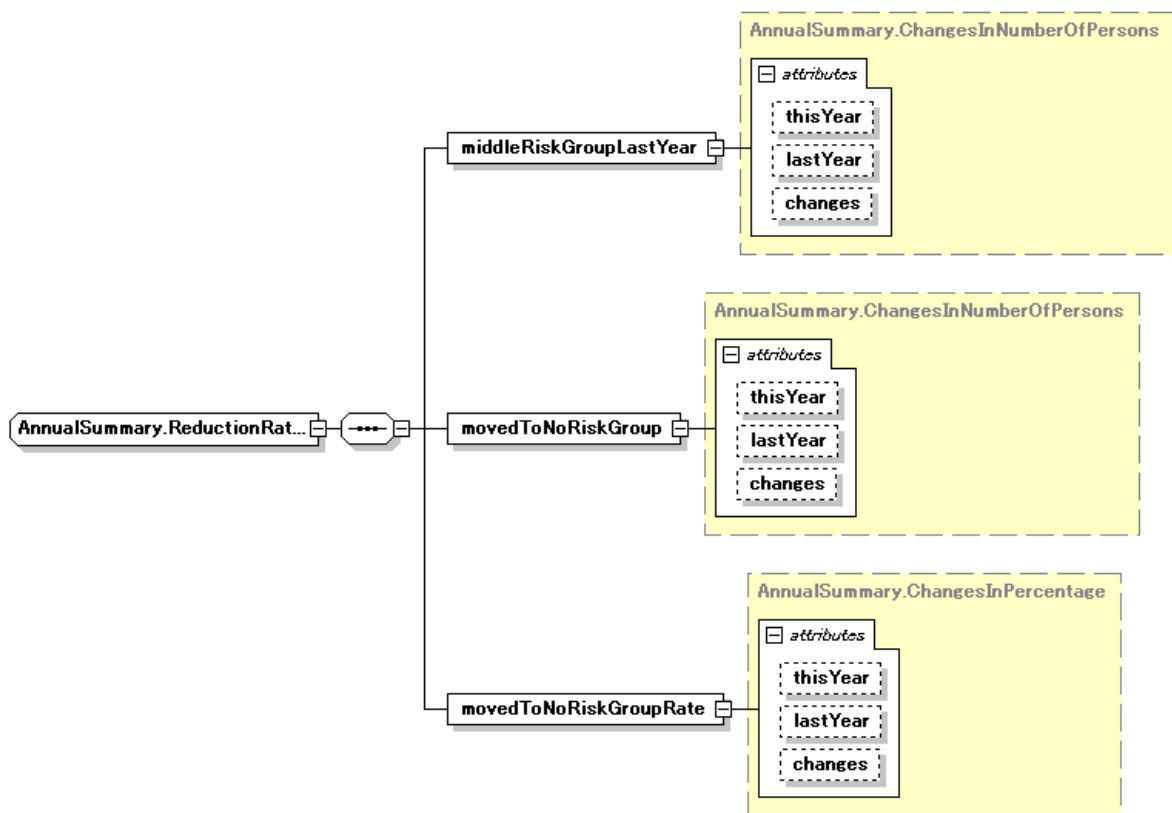 AnnualSummary.ChangesInNumberOfPersons
attributes
thisYear
middleRiskGroupLastYear
lastYear
changes
AnnualSummary.ChangesInNumberOfPersons
attributes
thisYear
AnnualSummary.ReductionRat...
movedToNoRiskGroup
lastYear
changes
AnnualSummary.ChangesInPercentage
attributes
thisYear
movedToNoRiskGroupRate
lastYear
changes